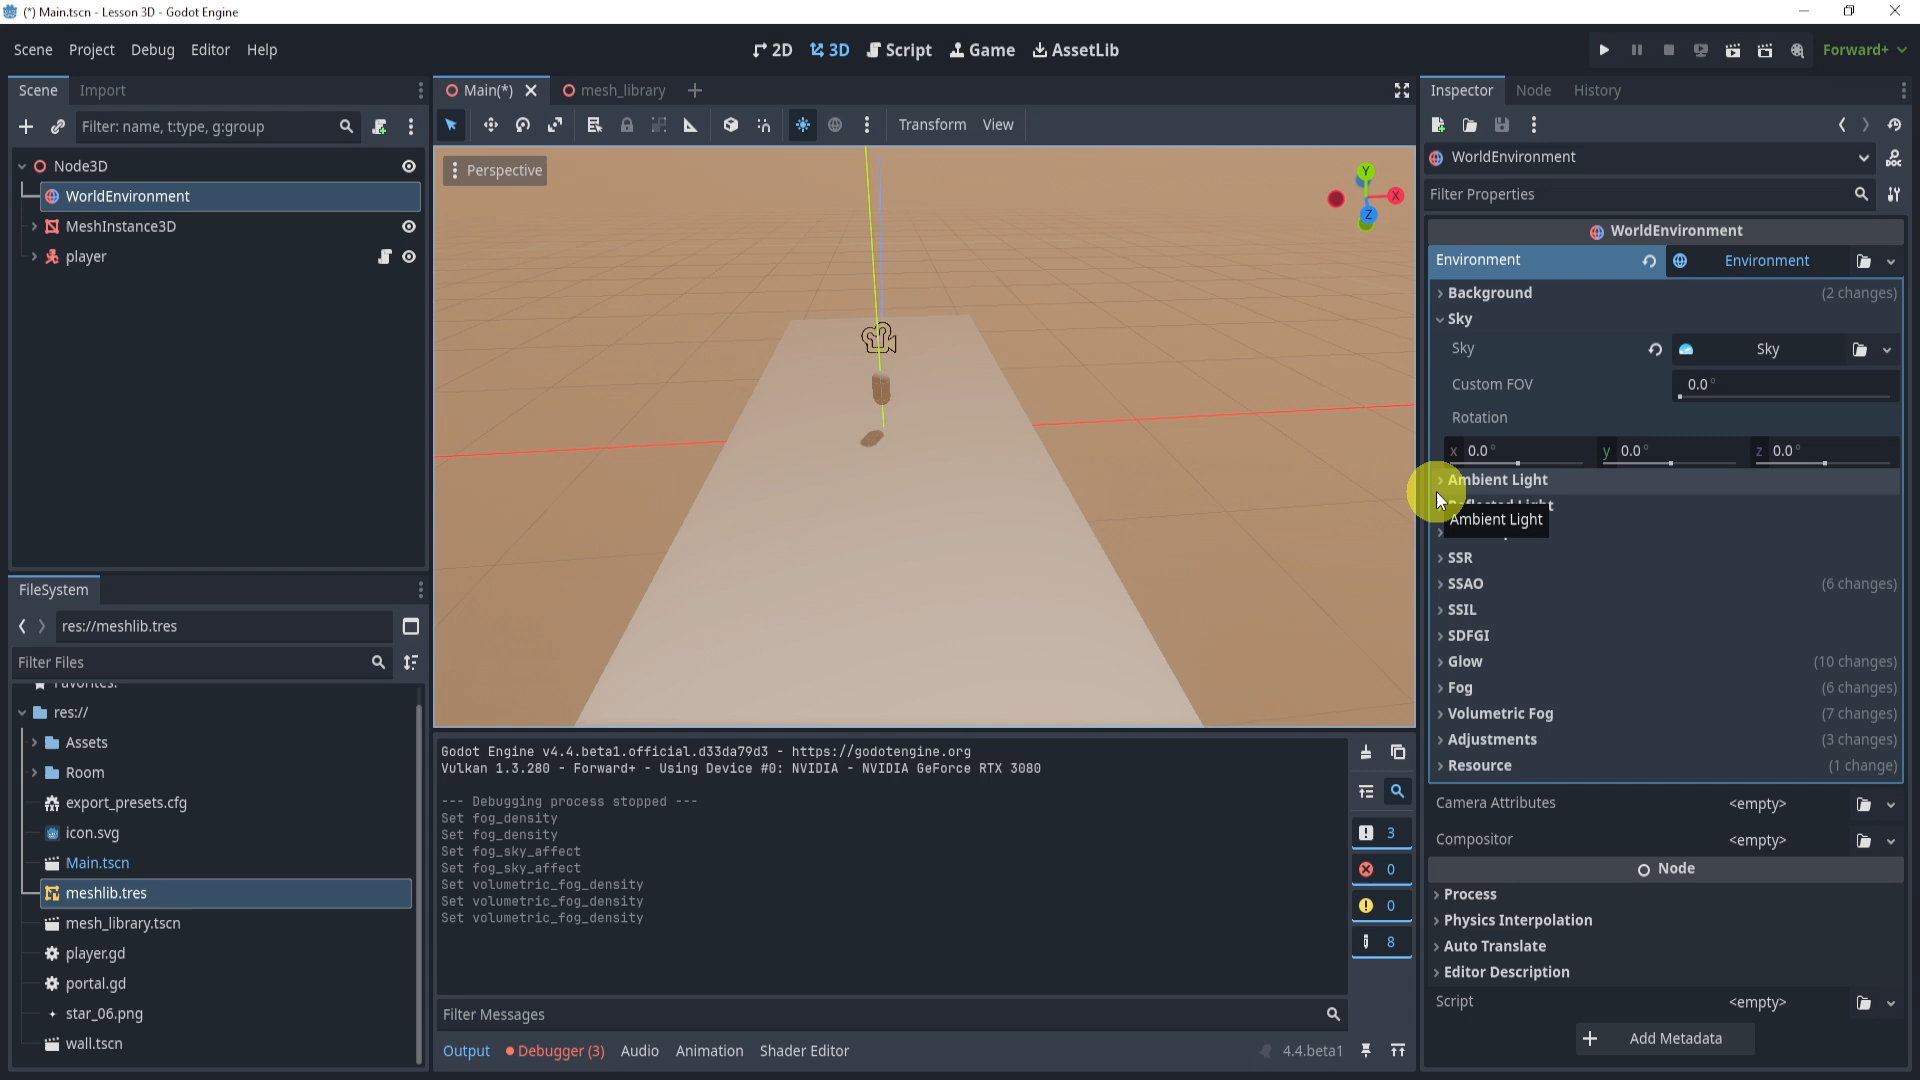 (*) Main.tscn - Lesson 3D - Godot Engine
Scene Project Debug Editor Help
2D 3D Script Game AssetLib
Forward+
Scene Import
Filter: name, t:type, g:group
Node3D
WorldEnvironment
MeshInstance3D
player
FileSystem
res://meshlib.tres
Filter Files
Favorites:
res://
Assets
Room
export_presets.cfg
icon.svg
Main.tscn
meshlib.tres
mesh_library.tscn
player.gd
portal.gd
star_06.png
wall.tscn
Main(*) mesh_library
Transform View
Perspective
Y
X
Z
Godot Engine v4.4.beta1.official.d33da79d3 - https://godotengine.org
Vulkan 1.3.280 - Forward+ - Using Device #0: NVIDIA - NVIDIA GeForce RTX 3080
--- Debugging process stopped ---
Set fog_density
Set fog_density
Set fog_sky_affect
Set fog_sky_affect
Set volumetric_fog_density
Set volumetric_fog_density
Set volumetric_fog_density
3
0
0
8
Filter Messages
Output Debugger (3) Audio Animation Shader Editor
4.4.beta1
Inspector Node History
WorldEnvironment
Filter Properties
WorldEnvironment
Environment Environment
Background (2 changes)
Sky
Sky Sky
Custom FOV 0.0°
Rotation
x 0.0° y 0.0° z 0.0°
Ambient Light
Reflected Light
Ambient Light
SSR
SSAO (6 changes)
SSIL
SDFGI
Glow (10 changes)
Fog (6 changes)
Volumetric Fog (7 changes)
Adjustments (3 changes)
Resource (1 change)
Camera Attributes <empty>
Compositor <empty>
Node
Process
Physics Interpolation
Auto Translate
Editor Description
Script <empty>
Add Metadata